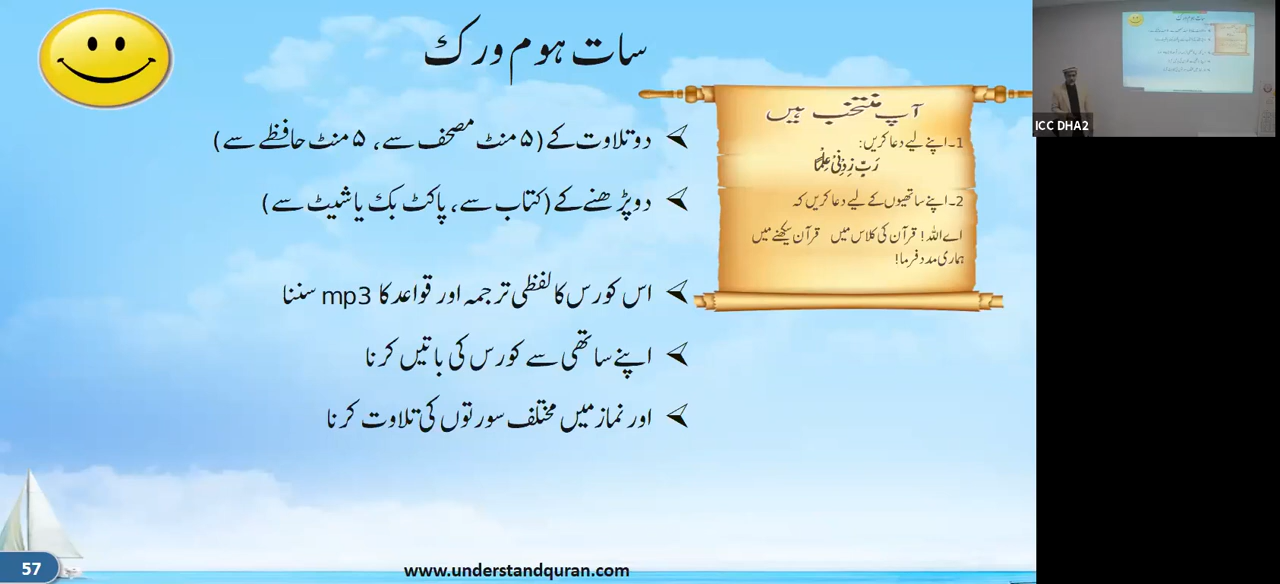 سات ہوم ورک
دو تلاوت کے (۵ منٹ مصحف سے، ۵ منٹ حافظے سے)
دو پڑھنے کے (کتاب سے، پاکٹ بک یا شیٹ سے)
اس کورس کا لفظی ترجمہ اور قواعد کا mp3 سننا
اپنے ساتھی سے کورس کی باتیں کرنا
اور نماز میں مختلف سورتوں کی تلاوت کرنا
آپ منتخب ہیں
1۔اپنے لیے دعا کریں:
رَبِّ زِدْنِیْ عِلْمًا
2۔اپنے ساتھیوں کے لیے دعا کریں کہ
اے اللہ! قرآن کی کلاس میں قرآن سیکھنے میں
ہماری مدد فرما!
ICC DHA2
57
www.understandquran.com